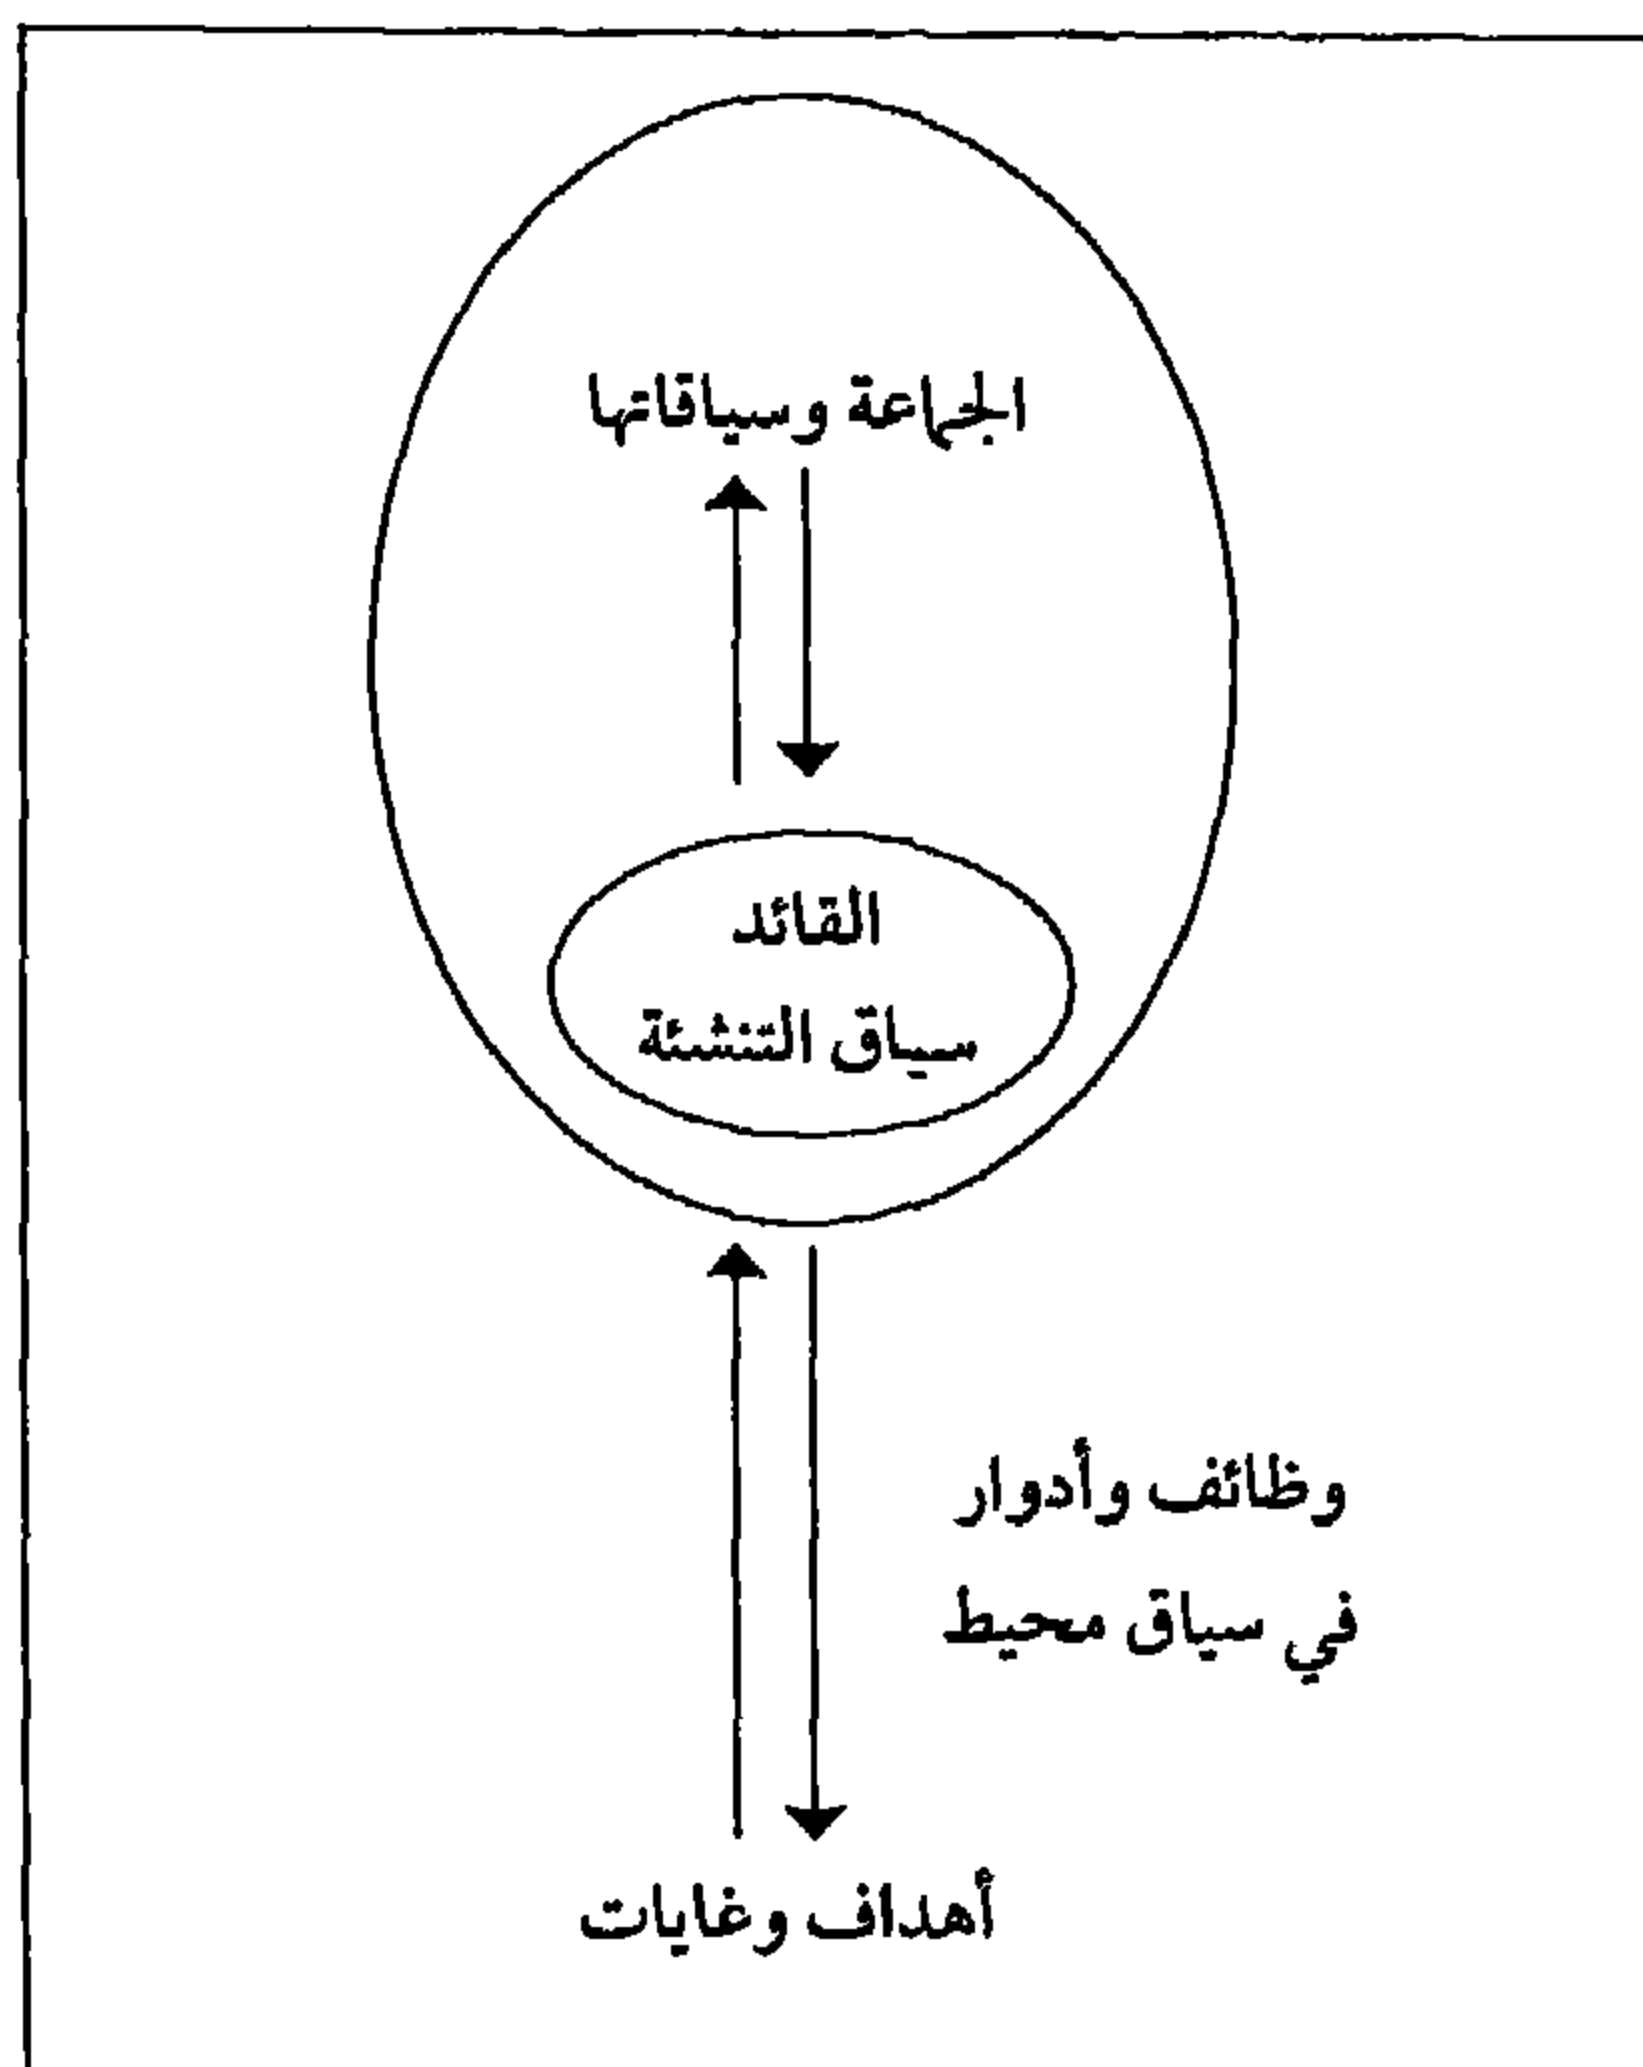 الجماعة وسياقاتها
القائد
سياق التنشئة
وظائف وأدوار
في سياق محيط
أهداف وغايات